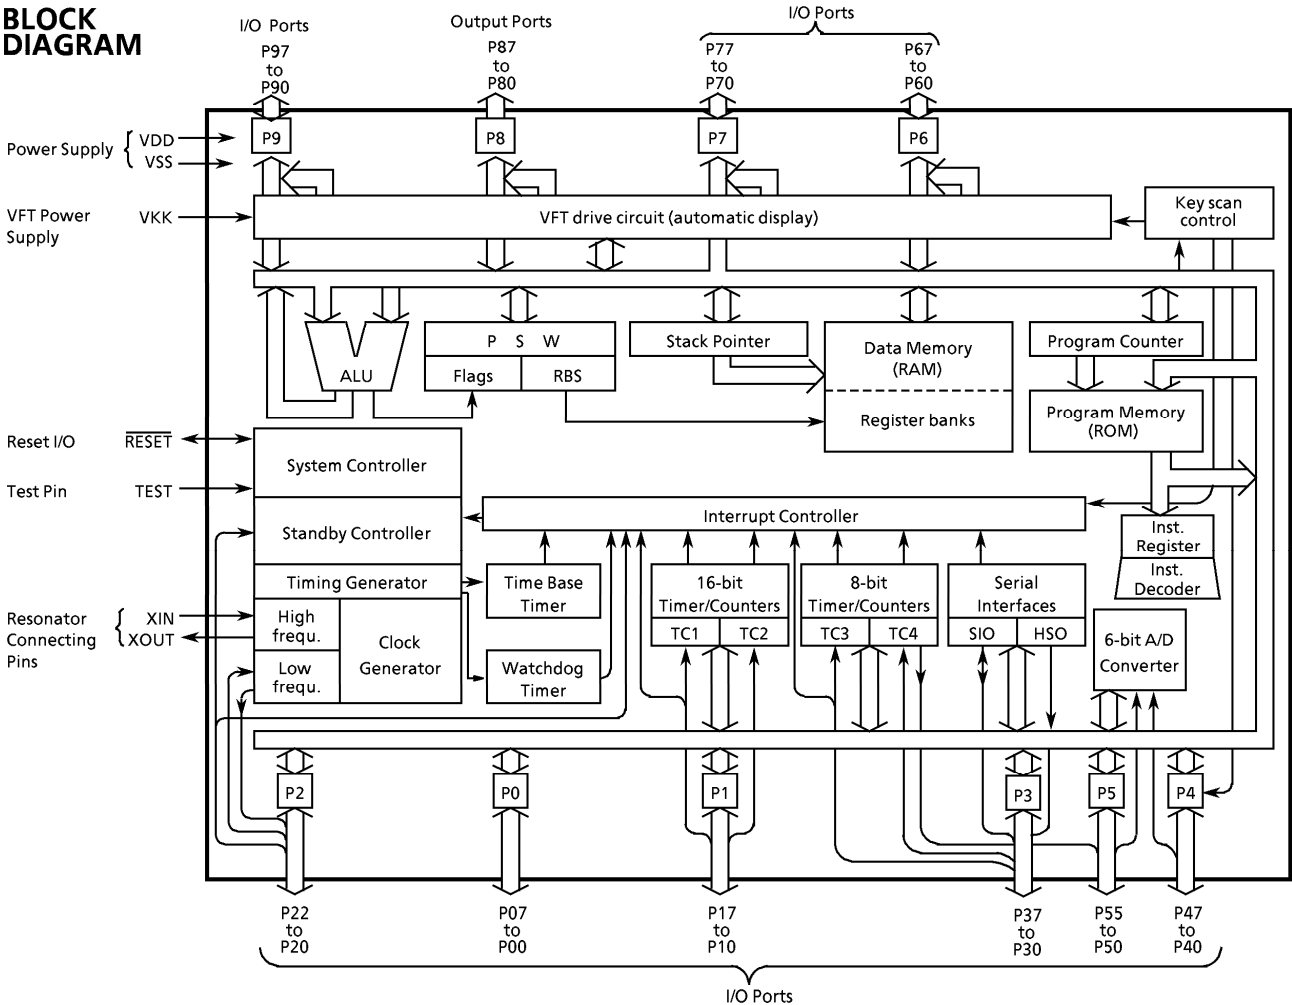 BLOCK
DIAGRAM
I/O Ports
P97
to
P90
Output Ports
P87
to
P80
I/O Ports
P77
to
P70
P67
to
P60
Power Supply
VDD
VSS
P9
P8
P7
P6
VFT Power
Supply
VKK
VFT drive circuit (automatic display)
Key scan
control
ALU
P S W
Flags
RBS
Stack Pointer
Data Memory
(RAM)
Register banks
Program Counter
Program Memory
(ROM)
Reset I/O
RESET
Test Pin
TEST
System Controller
Standby Controller
Interrupt Controller
Inst.
Register
Inst.
Decoder
Timing Generator
Time Base
Timer
16-bit
Timer/Counters
TC1
TC2
8-bit
Timer/Counters
TC3
TC4
Serial
Interfaces
SIO
HSO
6-bit A/D
Converter
Resonator
Connecting
Pins
XIN
XOUT
High
frequ.
Low
frequ.
Clock
Generator
Watchdog
Timer
P2
P0
P1
P3
P5
P4
P22
to
P20
P07
to
P00
P17
to
P10
P37
to
P30
P55
to
P50
P47
to
P40
I/O Ports